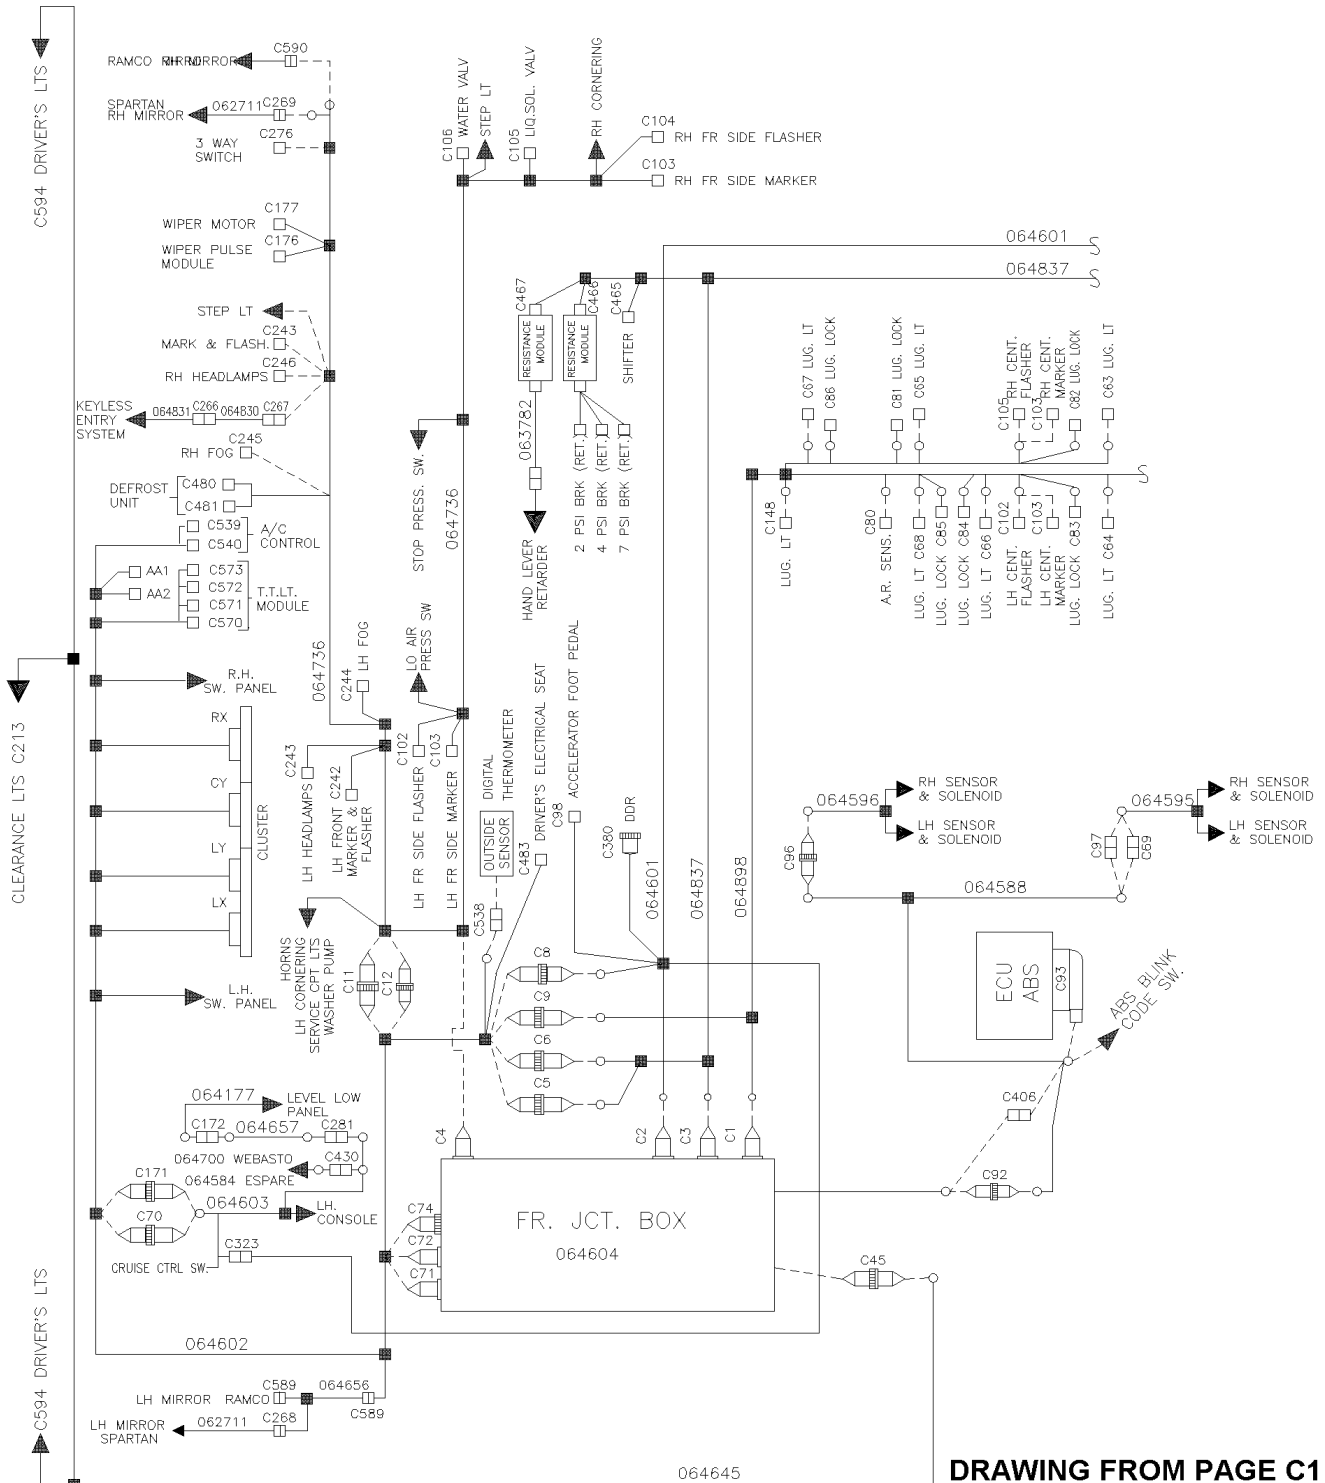 C594 DRIVER'S LTS
RAMCO RH MIRROR
C590
SPARTAN
RH MIRROR
062711
C269
3 WAY
SWITCH
C276
WIPER MOTOR
C177
WIPER PULSE
MODULE
C176
STEP LT
C243
MARK & FLASH.
C246
RH HEADLAMPS
KEYLESS
ENTRY
SYSTEM
064831
C266
064830
C267
C245
RH FOG
DEFROST
UNIT
C480
C481
C539
C540
A/C
CONTROL
AA1
AA2
C573
C572
C571
C570
T.T.LT.
MODULE
R.H.
SW. PANEL
RX
CY
LY
LX
CLUSTER
L.H.
SW. PANEL
CLEARANCE LTS C213
064736
C244
LH FOG
C243
LH HEADLAMPS
C242
LH FRONT
MARKER &
FLASHER
HORNS
LH CORNERING
SERVICE CPT LTS
WASHER PUMP
C106
WATER VALV
STEP LT
C105
LIQ.SOL. VALV
RH CORNERING
C104
RH FR SIDE FLASHER
C103
RH FR SIDE MARKER
STOP PRESS. SW.
064736
LO AIR
PRESS SW
C102
LH FR SIDE FLASHER
C103
LH FR SIDE MARKER
OUTSIDE
SENSOR
DIGITAL
THERMOMETER
C538
C483
DRIVER'S ELECTRICAL SEAT
C98
ACCELERATOR FOOT PEDAL
C380
DDR
064601
064837
C467
RESISTANCE
MODULE
C466
RESISTANCE
MODULE
C465
SHIFTER
063782
HAND LEVER
RETARDER
2 PSI BRK (RET.)
4 PSI BRK (RET.)
7 PSI BRK (RET.)
C67 LUG. LT
C86 LUG. LOCK
C81 LUG. LOCK
C65 LUG. LT
C105
RH CENT.
FLASHER
C103
RH CENT.
MARKER
C82 LUG. LOCK
C63 LUG. LT
LUG. LT
C148
A.R. SENS.
C80
LUG. LT C68
LUG. LOCK C85
LUG. LOCK C84
LUG. LT C66
LH CENT.
FLASHER
C102
LH CENT.
MARKER
C103
LUG. LOCK C83
LUG. LT C64
064601
064837
064898
C11
C12
C8
C9
C6
C5
064596
RH SENSOR
& SOLENOID
LH SENSOR
& SOLENOID
C96
064595
RH SENSOR
& SOLENOID
LH SENSOR
& SOLENOID
C97
C69
064588
ECU
ABS
C93
ABS BLINK
CODE SW.
C406
C92
C4
C2
C3
C1
FR. JCT. BOX
064604
C74
C72
C71
C45
064177
LEVEL LOW
PANEL
C172
064657
C281
064700 WEBASTO
064584 ESPARE
C430
C171
C70
064603
LH.
CONSOLE
C323
CRUISE CTRL SW.
064602
LH MIRROR RAMCO
C589
064656
C589
LH MIRROR
SPARTAN
062711
C268
C594 DRIVER'S LTS
064645
DRAWING FROM PAGE C1